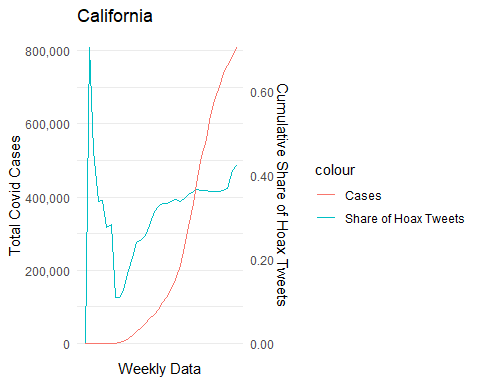 California
800,000
600,000
400,000
200,000
0
Total Covid Cases
0.60
0.40
0.20
0.00
Cumulative Share of Hoax Tweets
Weekly Data
colour
Cases
Share of Hoax Tweets